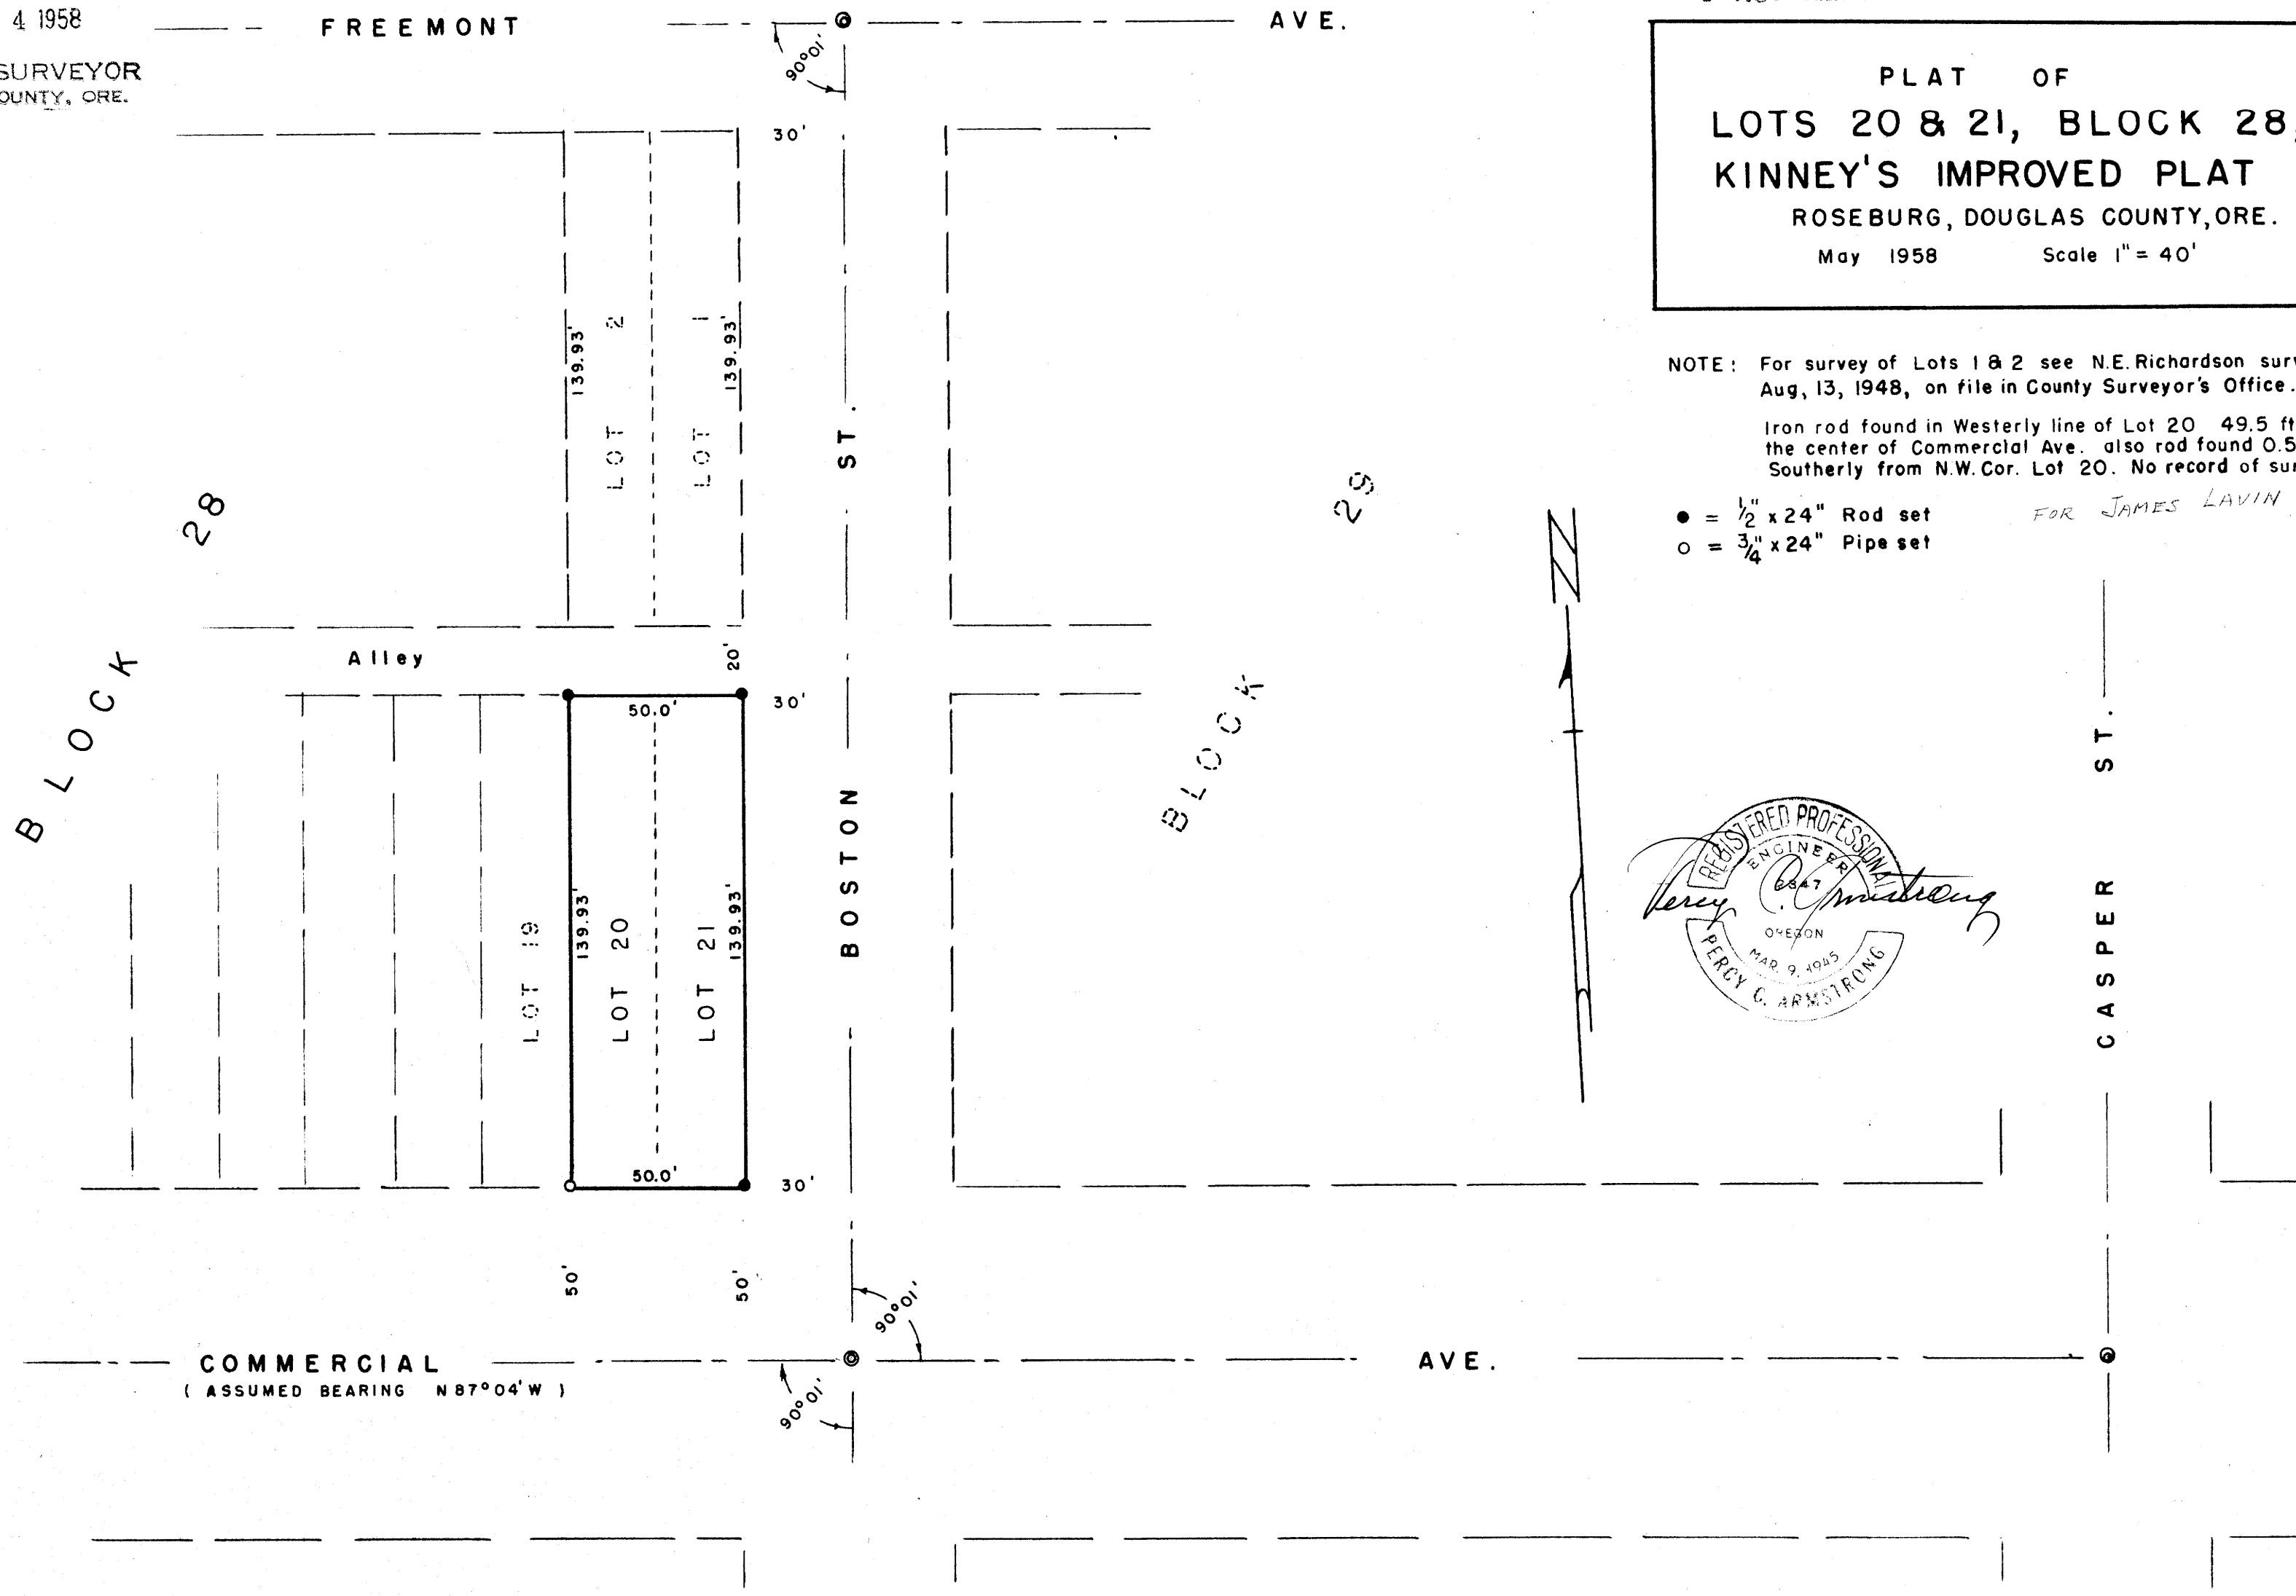 4 1958
SURVEYOR
OUNTY, ORE.
FREEMONT AVE.
90°01'
30'
PLAT OF
LOTS 20 & 21, BLOCK 28,
KINNEY'S IMPROVED PLAT
ROSEBURG, DOUGLAS COUNTY, ORE.
May 1958 Scale 1" = 40'
NOTE: For survey of Lots 1 & 2 see N.E. Richardson sur
Aug, 13, 1948, on file in County Surveyor's Office.
Iron rod found in Westerly line of Lot 20 49.5 ft
the center of Commercial Ave. also rod found 0.5
Southerly from N.W. Cor. Lot 20. No record of sur
● = 1/2" x 24" Rod set
○ = 3/4" x 24" Pipe set
FOR JAMES LAVIN
139.93'
LOT 2
LOT 1
139.93'
BLOCK 28
BLOCK 29
Alley
20'
30'
50.0'
BOSTON ST.
N
LOT 19
139.93'
LOT 20
LOT 21
139.93'
50.0'
30'
REGISTERED PROFESSIONAL
ENGINEER
2347
Percy C. Armstrong
OREGON
MAR. 9, 1945
PERCY C. ARMSTRONG
CASPER ST.
50'
50'
90°01'
COMMERCIAL AVE.
( ASSUMED BEARING N 87°04' W )
90°01'